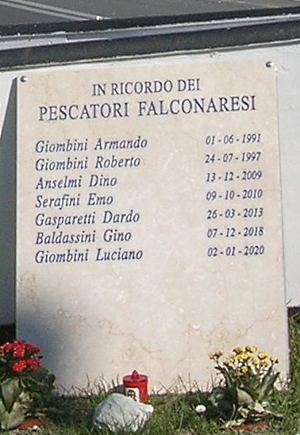 IN RICORDO DEI
PESCATORI FALCONARESI
Giombini Armando 01-06-1991
Giombini Roberto 24-07-1997
Anselmi Dino 13-12-2009
Serafini Emo 09-10-2010
Gasparetti Dardo 26-03-2013
Baldassini Gino 07-12-2018
Giombini Luciano 02-01-2020